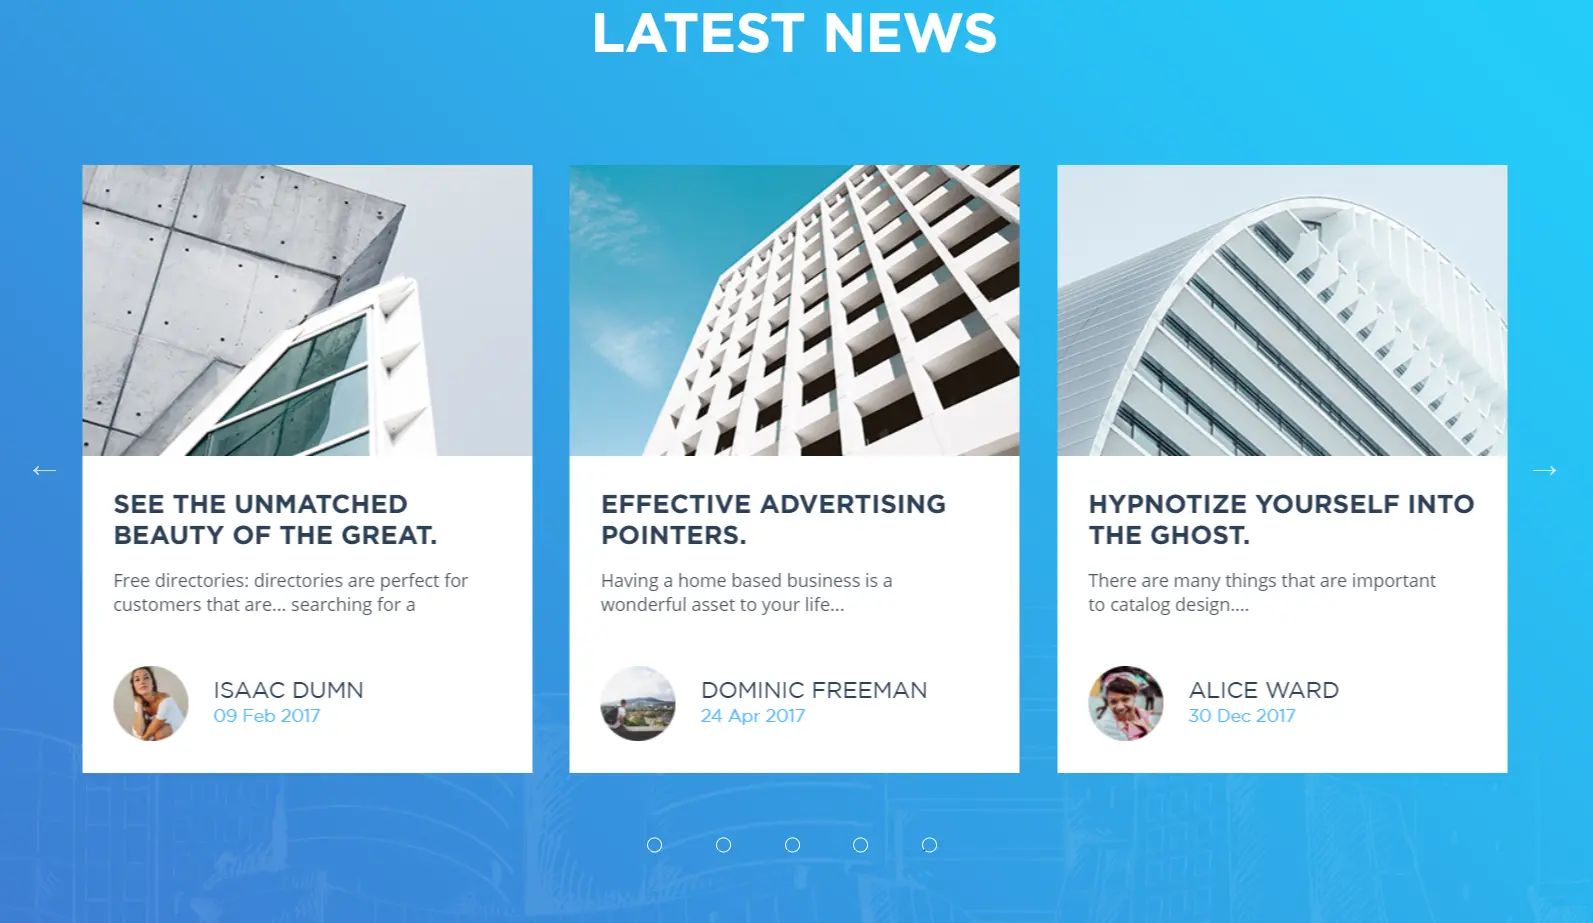 LATEST NEWS
SEE THE UNMATCHED
BEAUTY OF THE GREAT.
Free directories: directories are perfect for
customers that are... searching for a
ISAAC DUMN
09 Feb 2017
EFFECTIVE ADVERTISING
POINTERS.
Having a home based business is a
wonderful asset to your life...
DOMINIC FREEMAN
24 Apr 2017
HYPNOTIZE YOURSELF INTO
THE GHOST.
There are many things that are important
to catalog design....
ALICE WARD
30 Dec 2017